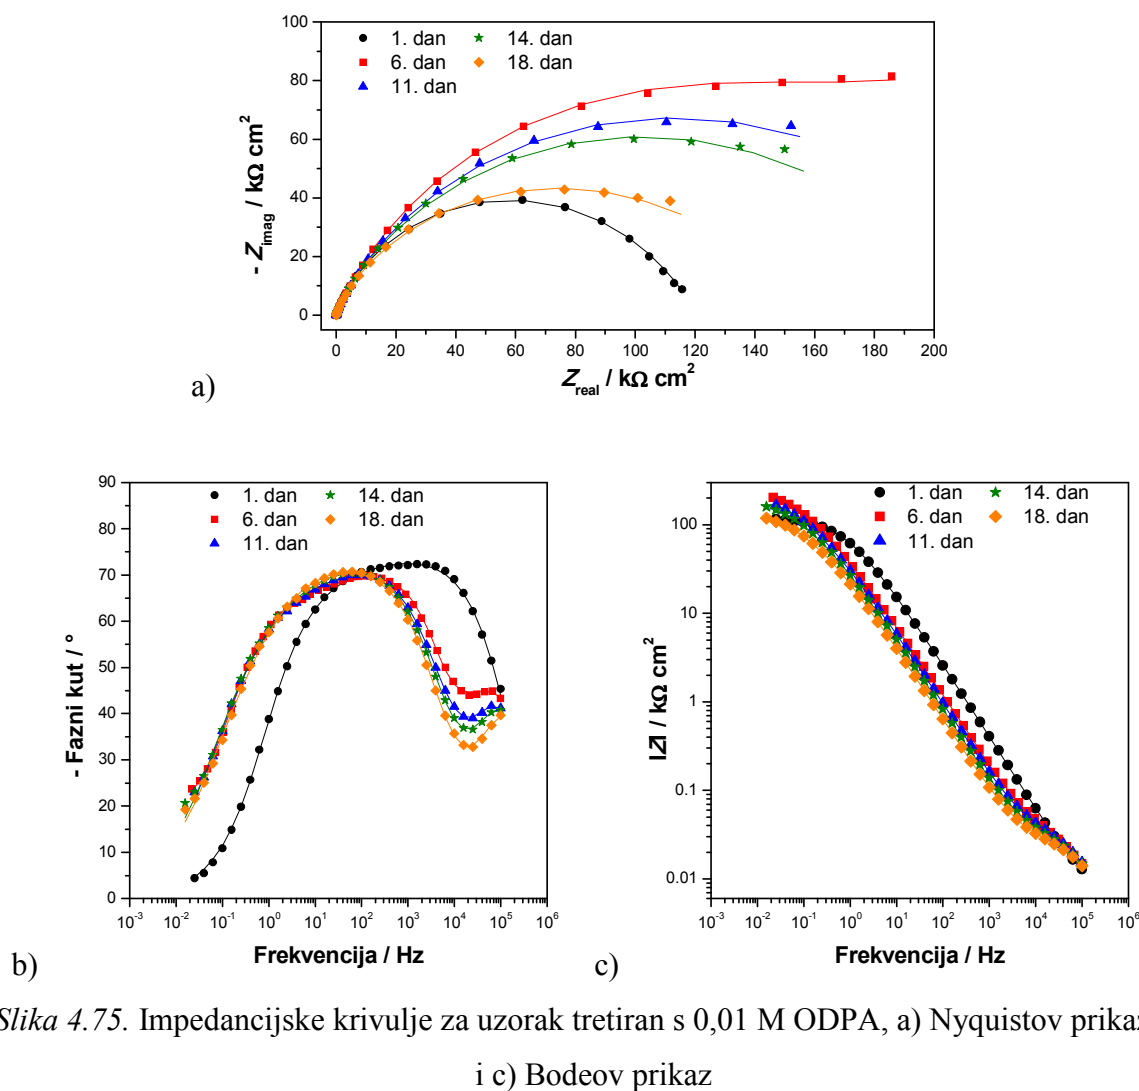 100
80
60
40
20
0
- Z_imag / kΩ cm²
1. dan
6. dan
11. dan
14. dan
18. dan
0 20 40 60 80 100 120 140 160 180 200
Z_real / kΩ cm²
a)
90
80
70
60
50
40
30
20
10
0
- Fazni kut / °
1. dan
6. dan
11. dan
14. dan
18. dan
10⁻³ 10⁻² 10⁻¹ 10⁰ 10¹ 10² 10³ 10⁴ 10⁵ 10⁶
Frekvencija / Hz
b)
100
10
1
0.1
0.01
IZI / kΩ cm²
1. dan
6. dan
11. dan
14. dan
18. dan
10⁻³ 10⁻² 10⁻¹ 10⁰ 10¹ 10² 10³ 10⁴ 10⁵ 10⁶
Frekvencija / Hz
c)
Slika 4.75. Impedancijske krivulje za uzorak tretiran s 0,01 M ODPA, a) Nyquistov prikaz
i c) Bodeov prikaz